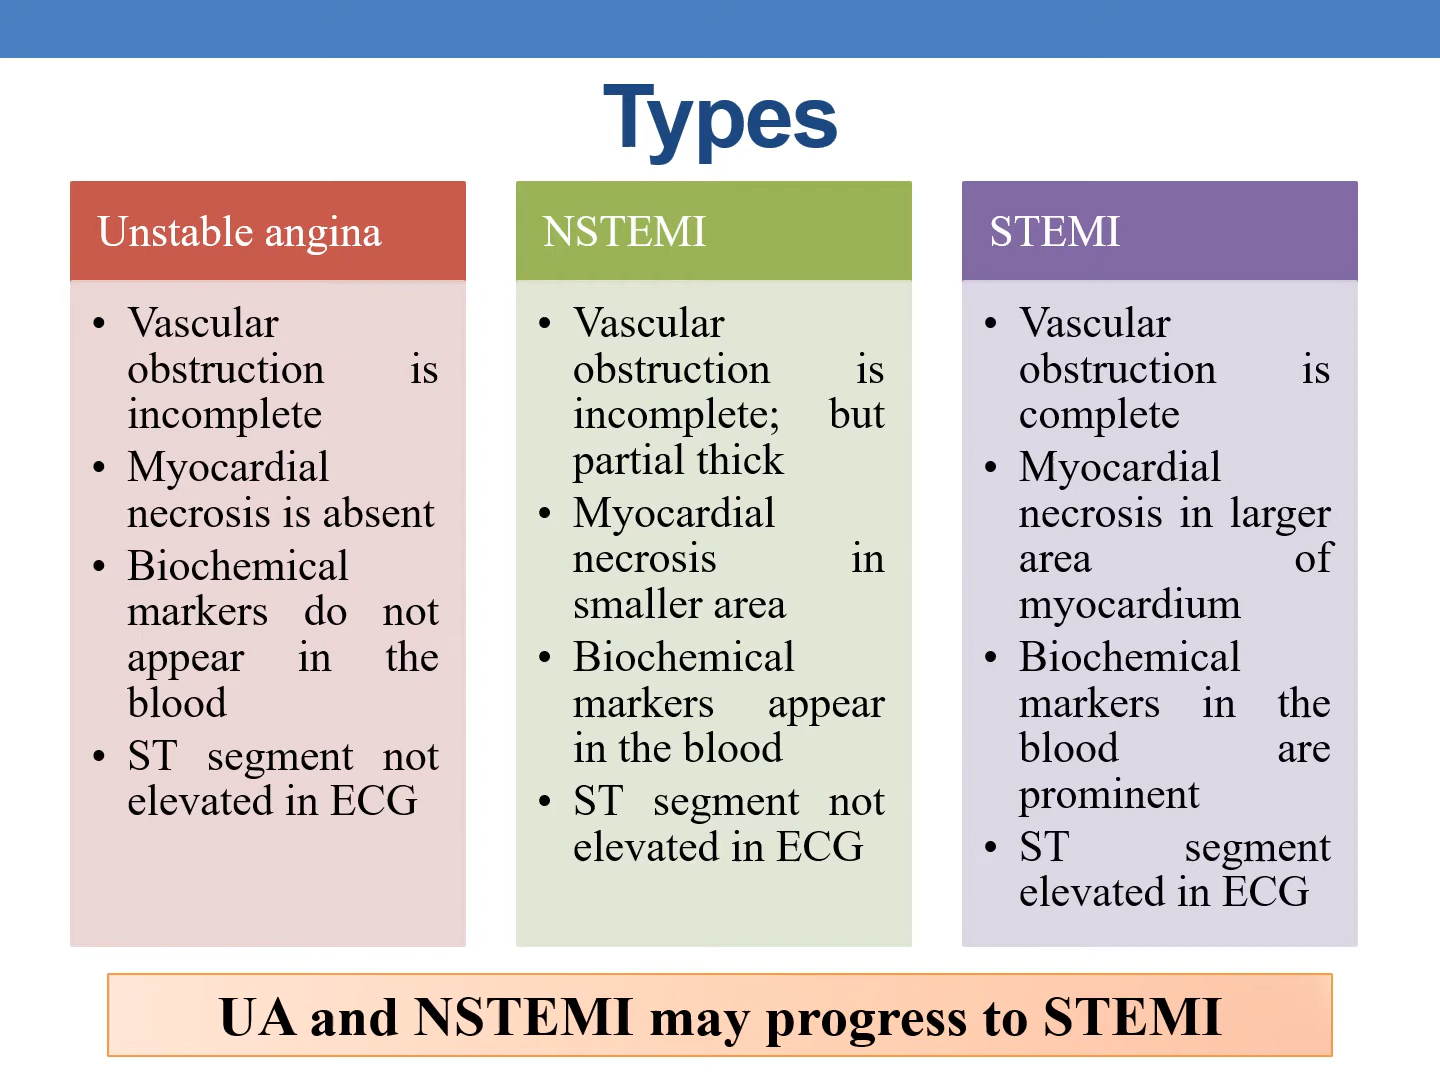 Types
Unstable angina
• Vascular
obstruction is
incomplete
• Myocardial
necrosis is absent
• Biochemical
markers do not
appear in the
blood
• ST segment not
elevated in ECG
NSTEMI
• Vascular
obstruction is
incomplete; but
partial thick
• Myocardial
necrosis in
smaller area
• Biochemical
markers appear
in the blood
• ST segment not
elevated in ECG
STEMI
• Vascular
obstruction is
complete
• Myocardial
necrosis in larger
area of
myocardium
• Biochemical
markers in the
blood are
prominent
• ST segment
elevated in ECG
UA and NSTEMI may progress to STEMI